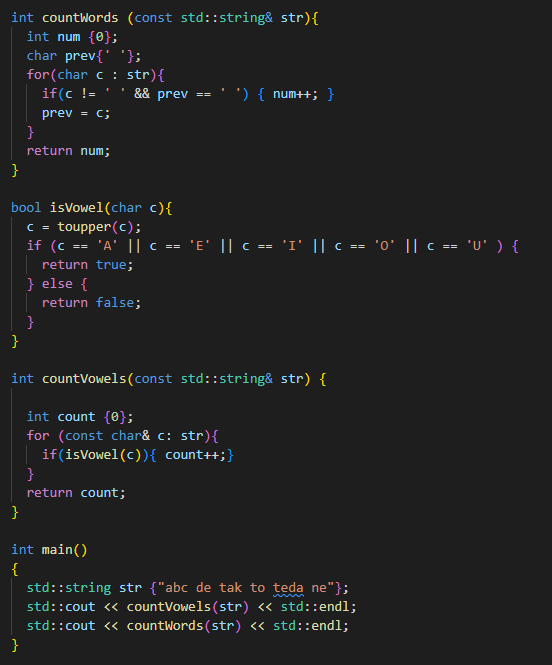 int countWords (const std::string& str){
  int num {0};
  char prev{' '};
  for(char c : str){
    if(c != ' ' && prev == ' ') { num++; }
    prev = c;
  }
  return num;
}

bool isVowel(char c){
  c = toupper(c);
  if (c == 'A' || c == 'E' || c == 'I' || c == 'O' || c == 'U' ) {
    return true;
  } else {
    return false;
  }
}

int countVowels(const std::string& str) {

  int count {0};
  for (const char& c: str){
    if(isVowel(c)){ count++;}
  }
  return count;
}

int main()
{
  std::string str {"abc de tak to teda ne"};
  std::cout << countVowels(str) << std::endl;
  std::cout << countWords(str) << std::endl;
}